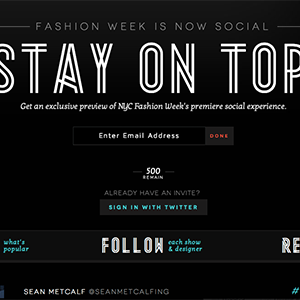 FASHION WEEK IS NOW SOCIAL
STAY ON TOP
Get an exclusive preview of NYC Fashion Week's premiere social experience.
Enter Email Address DONE
500
REMAIN
ALREADY HAVE AN INVITE?
SIGN IN WITH TWITTER
what's popular
FOLLOW each show & designer
RE
SEAN METCALF @SEANMETCALFING #